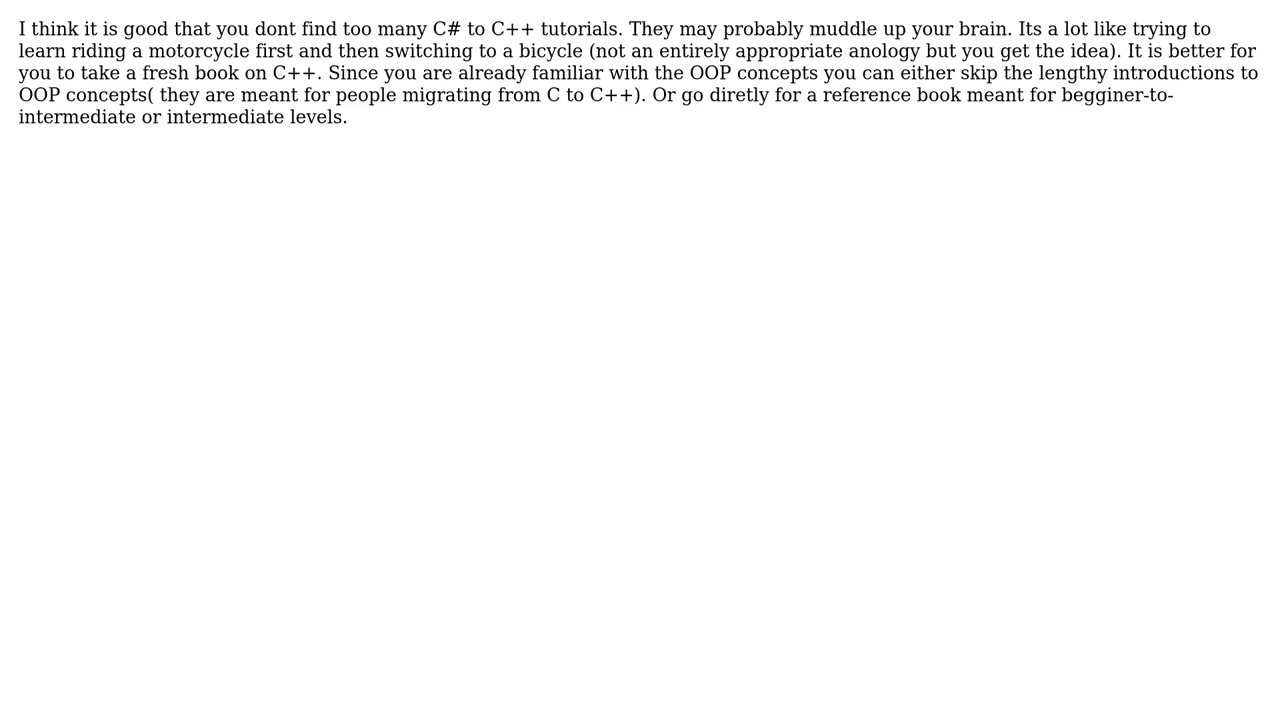 I think it is good that you dont find too many C# to C++ tutorials. They may probably muddle up your brain. Its a lot like trying to
learn riding a motorcycle first and then switching to a bicycle (not an entirely appropriate anology but you get the idea). It is better for
you to take a fresh book on C++. Since you are already familiar with the OOP concepts you can either skip the lengthy introductions to
OOP concepts( they are meant for people migrating from C to C++). Or go diretly for a reference book meant for begginer-to-
intermediate or intermediate levels.